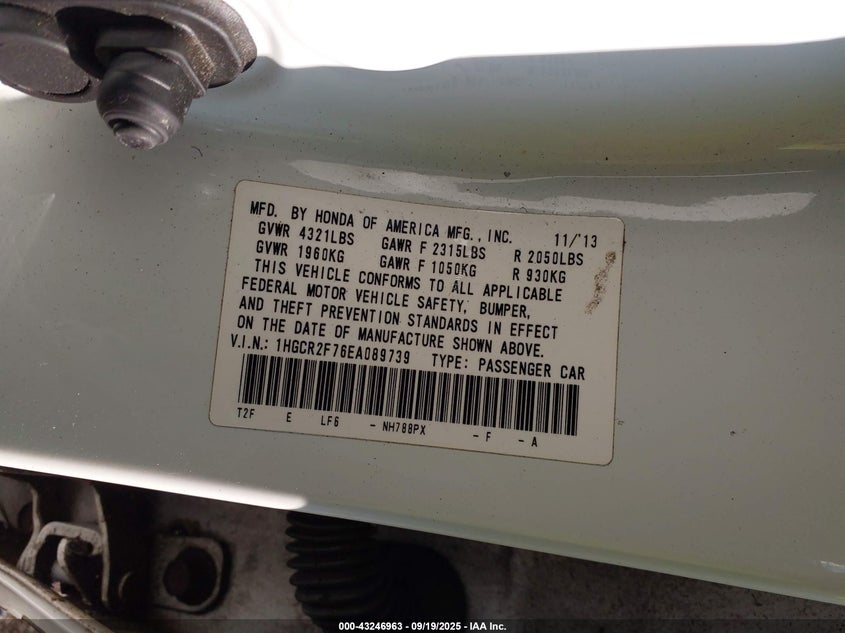 MFD. BY HONDA OF AMERICA MFG., INC. 11/'13
GVWR 4321LBS GAWR F 2315LBS R 2050LBS
GVWR 1960KG GAWR F 1050KG R 930KG
THIS VEHICLE CONFORMS TO ALL APPLICABLE
FEDERAL MOTOR VEHICLE SAFETY, BUMPER,
AND THEFT PREVENTION STANDARDS IN EFFECT
ON THE DATE OF MANUFACTURE SHOWN ABOVE.
V.I.N.: 1HGCR2F76EA089739 TYPE: PASSENGER CAR
T2F E LF6 - NH788PX - F - A
000-43246963 - 09/19/2025 - IAA Inc.